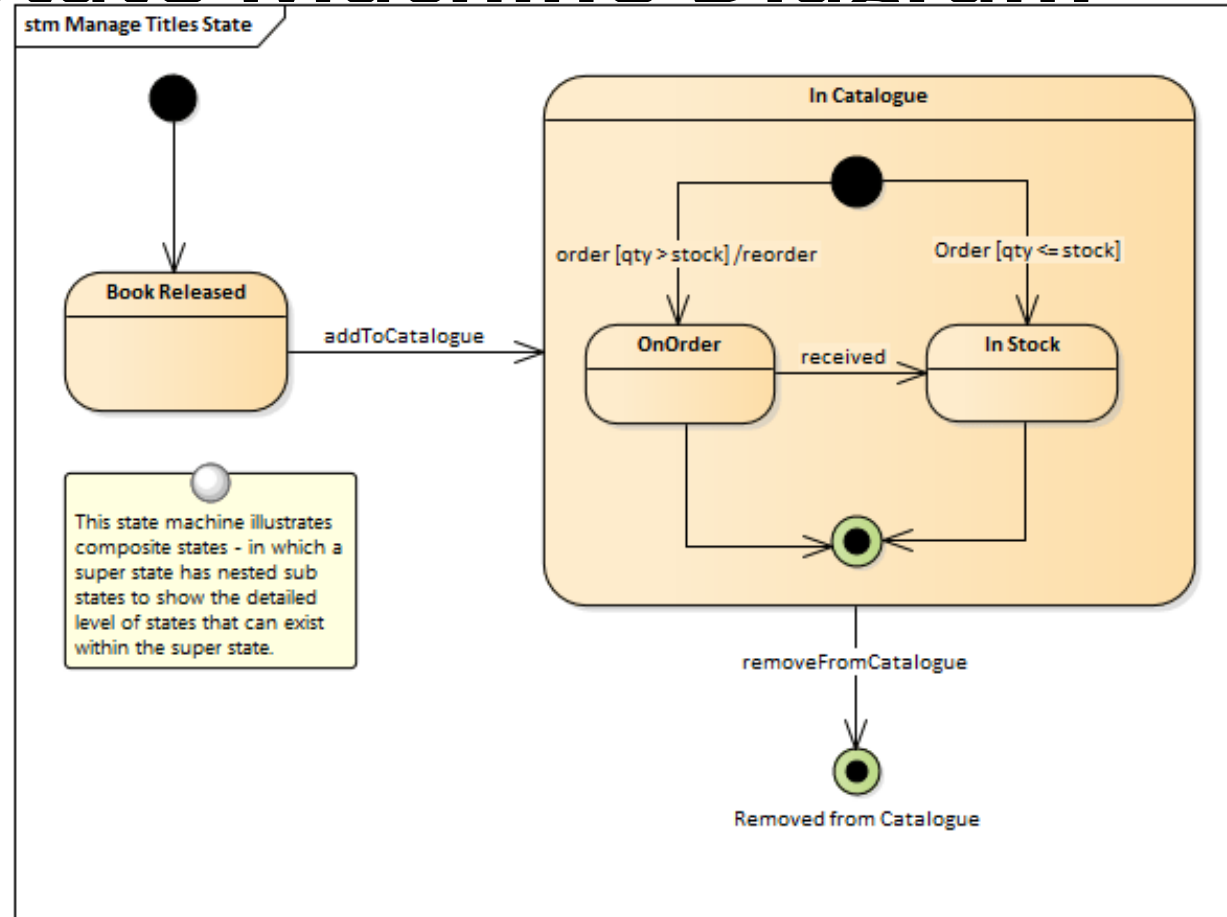 stm Manage Titles State
In Catalogue
order [qty > stock] /reorder
Order [qty <= stock]
Book Released
addToCatalogue
OnOrder
received
In Stock
This state machine illustrates
composite states - in which a
super state has nested sub
states to show the detailed
level of states that can exist
within the super state.
removeFromCatalogue
Removed from Catalogue